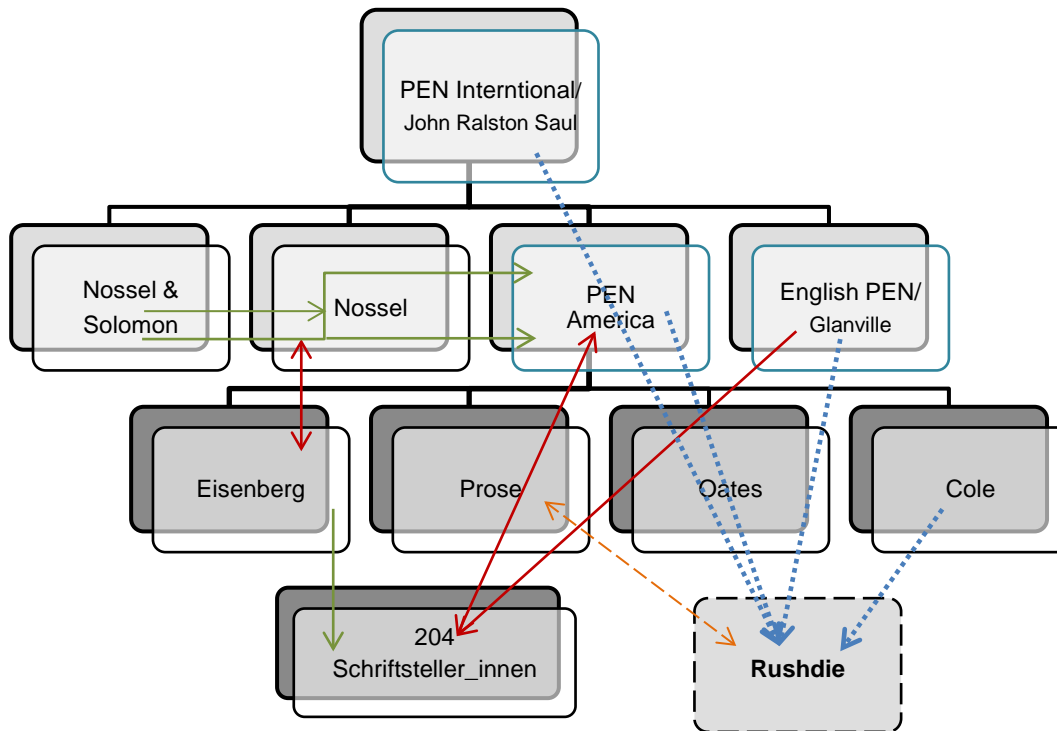 PEN Interntional/
John Ralston Saul
Nossel &
Solomon
Nossel
PEN
America
English PEN/
Glanville
Eisenberg
Prose
Oates
Cole
204
Schriftsteller_innen
Rushdie